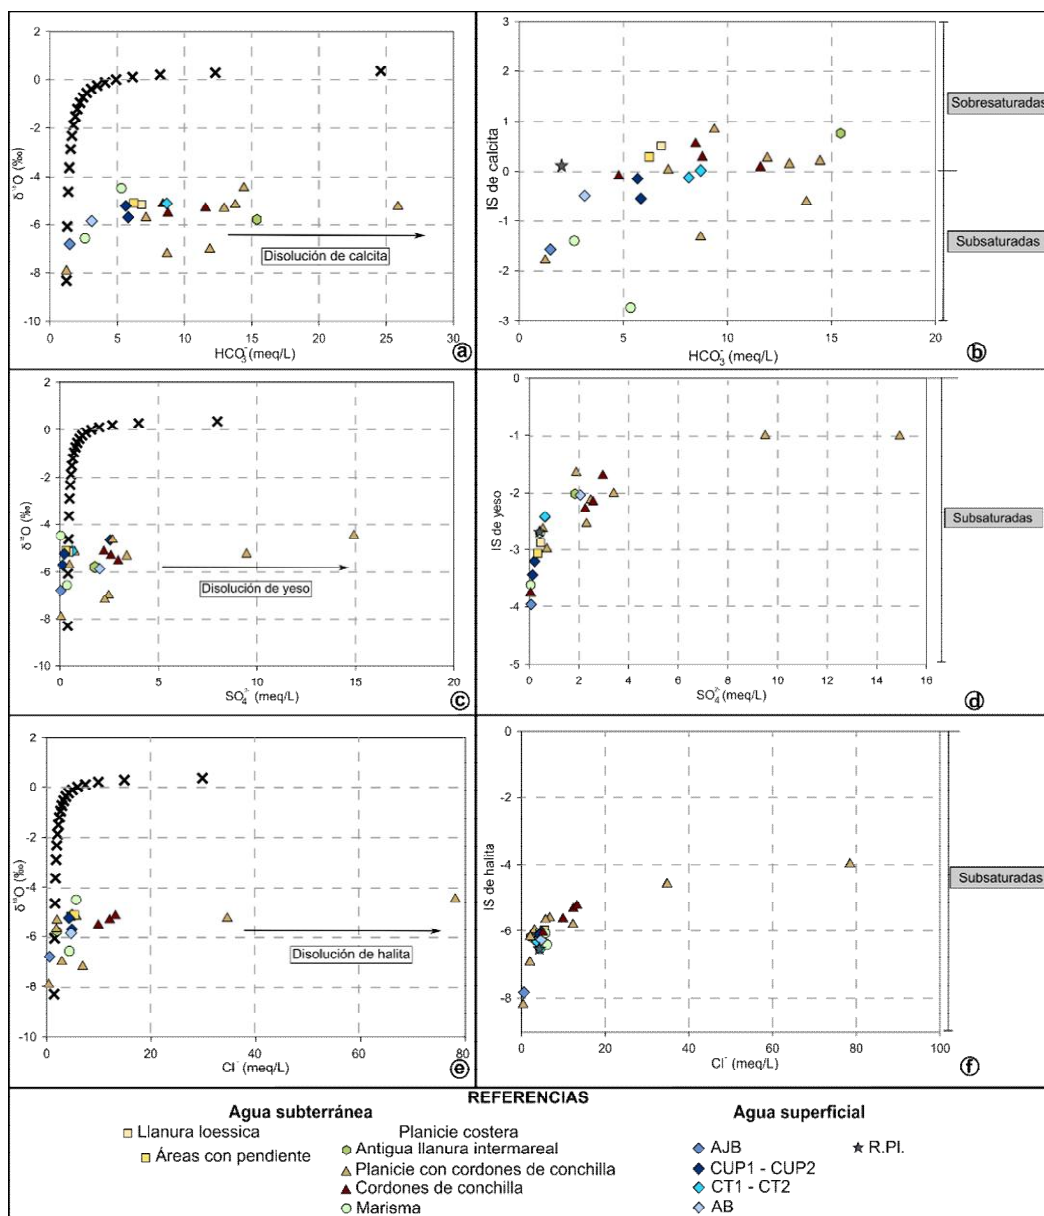 2
0
-2
-4
-6
-8
-10
δ¹⁸O (‰)
Disolución de calcita
0 5 10 15 20 25 30
HCO₃⁻ (meq/L)
a
3
2
1
0
-1
-2
-3
IS de calcita
0 5 10 15 20
HCO₃⁻ (meq/L)
b
Sobresaturadas
Subsaturadas
2
0
-2
-4
-6
-8
-10
δ¹⁸O (‰)
Disolución de yeso
0 5 10 15 20
SO₄²⁻ (meq/L)
c
0
-1
-2
-3
-4
-5
IS de yeso
0 2 4 6 8 10 12 14 16
SO₄²⁻ (meq/L)
d
Subsaturadas
2
0
-2
-4
-6
-8
-10
δ¹⁸O (‰)
Disolución de halita
0 20 40 60 80
Cl⁻ (meq/L)
e
0
-2
-4
-6
-8
IS de halita
0 20 40 60 80 100
Cl⁻ (meq/L)
f
Subsaturadas
REFERENCIAS
Agua subterránea
Llanura loessica
Áreas con pendiente
Planicie costera
Antigua llanura intermareal
Planicie con cordones de conchilla
Cordones de conchilla
Marisma
Agua superficial
AJB
CUP1 - CUP2
CT1 - CT2
AB
R.Pl.